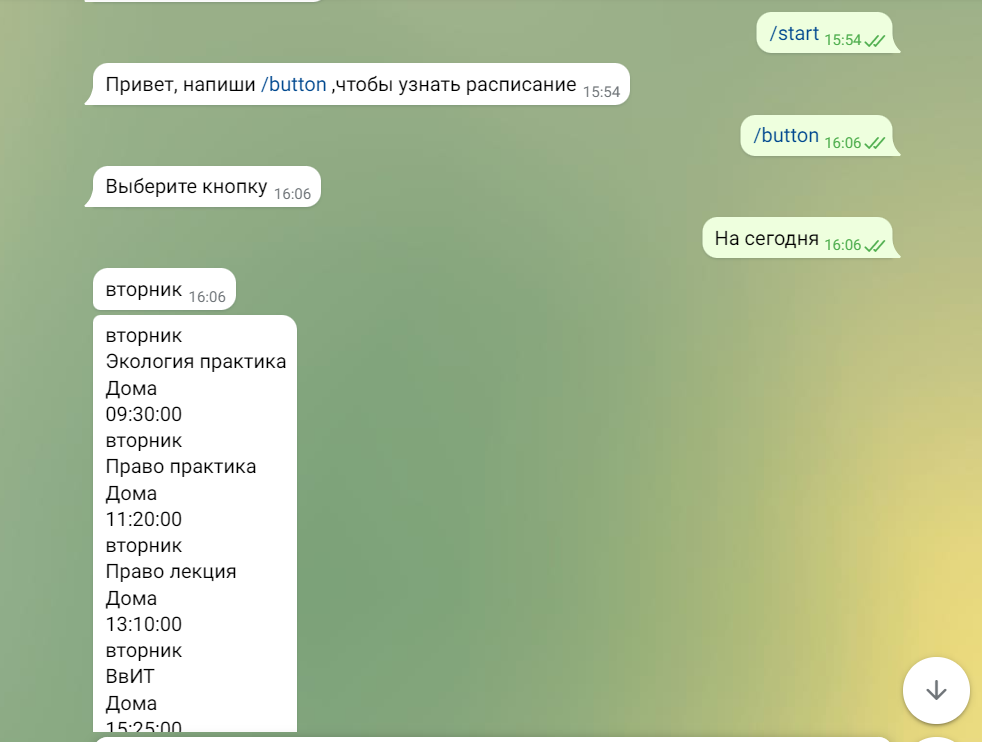 /start 15:54
Привет, напиши /button ,чтобы узнать расписание 15:54
/button 16:06
Выберите кнопку 16:06
На сегодня 16:06
вторник 16:06
вторник
Экология практика
Дома
09:30:00
вторник
Право практика
Дома
11:20:00
вторник
Право лекция
Дома
13:10:00
вторник
ВвИТ
Дома
15:25:00